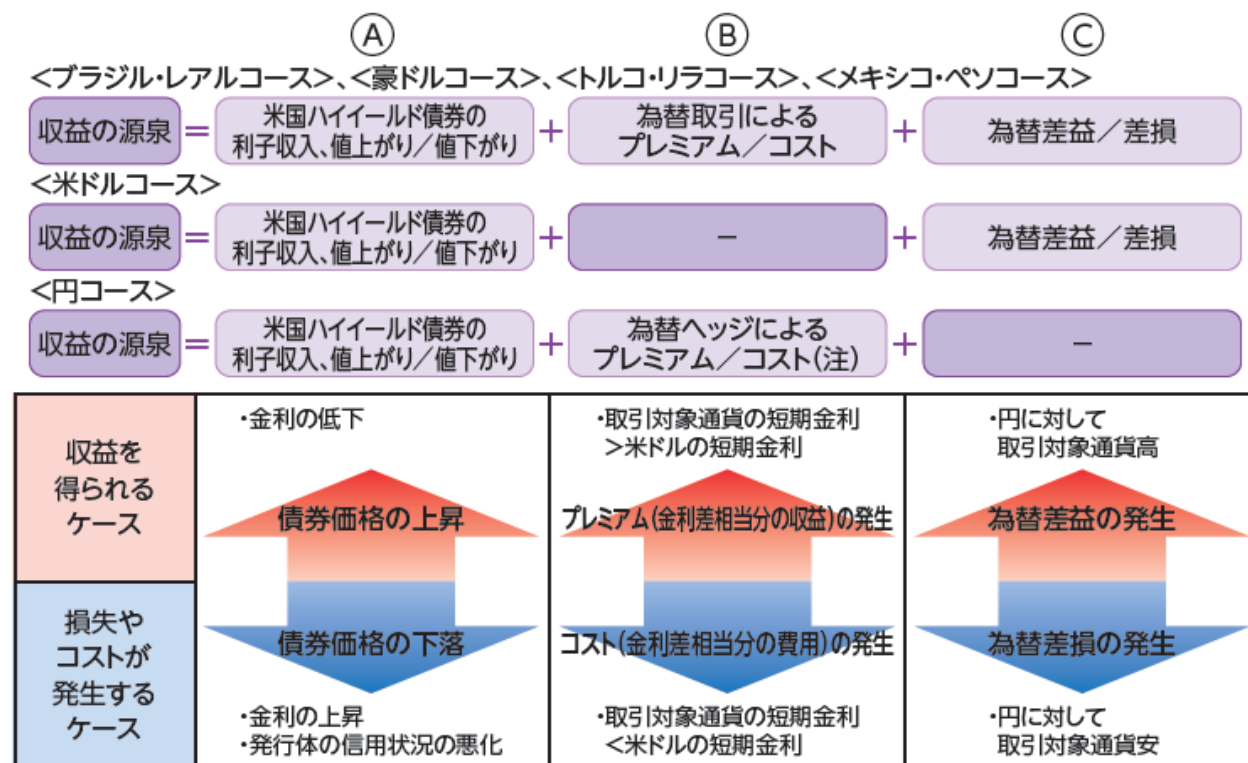 Ⓐ Ⓑ Ⓒ
<ブラジル・レアルコース>、<豪ドルコース>、<トルコ・リラコース>、<メキシコ・ペソコース>
収益の源泉
=
米国ハイイールド債券の
利子収入、値上がり/値下がり
+
為替取引による
プレミアム/コスト
+
為替差益/差損
<米ドルコース>
収益の源泉
=
米国ハイイールド債券の
利子収入、値上がり/値下がり
+
−
+
為替差益/差損
<円コース>
収益の源泉
=
米国ハイイールド債券の
利子収入、値上がり/値下がり
+
為替ヘッジによる
プレミアム/コスト(注)
+
−
収益を
得られる
ケース
・金利の低下
債券価格の上昇
・取引対象通貨の短期金利
>米ドルの短期金利
プレミアム(金利差相当分の収益)の発生
・円に対して
取引対象通貨高
為替差益の発生
損失や
コストが
発生する
ケース
債券価格の下落
・金利の上昇
・発行体の信用状況の悪化
コスト(金利差相当分の費用)の発生
・取引対象通貨の短期金利
<米ドルの短期金利
為替差損の発生
・円に対して
取引対象通貨安